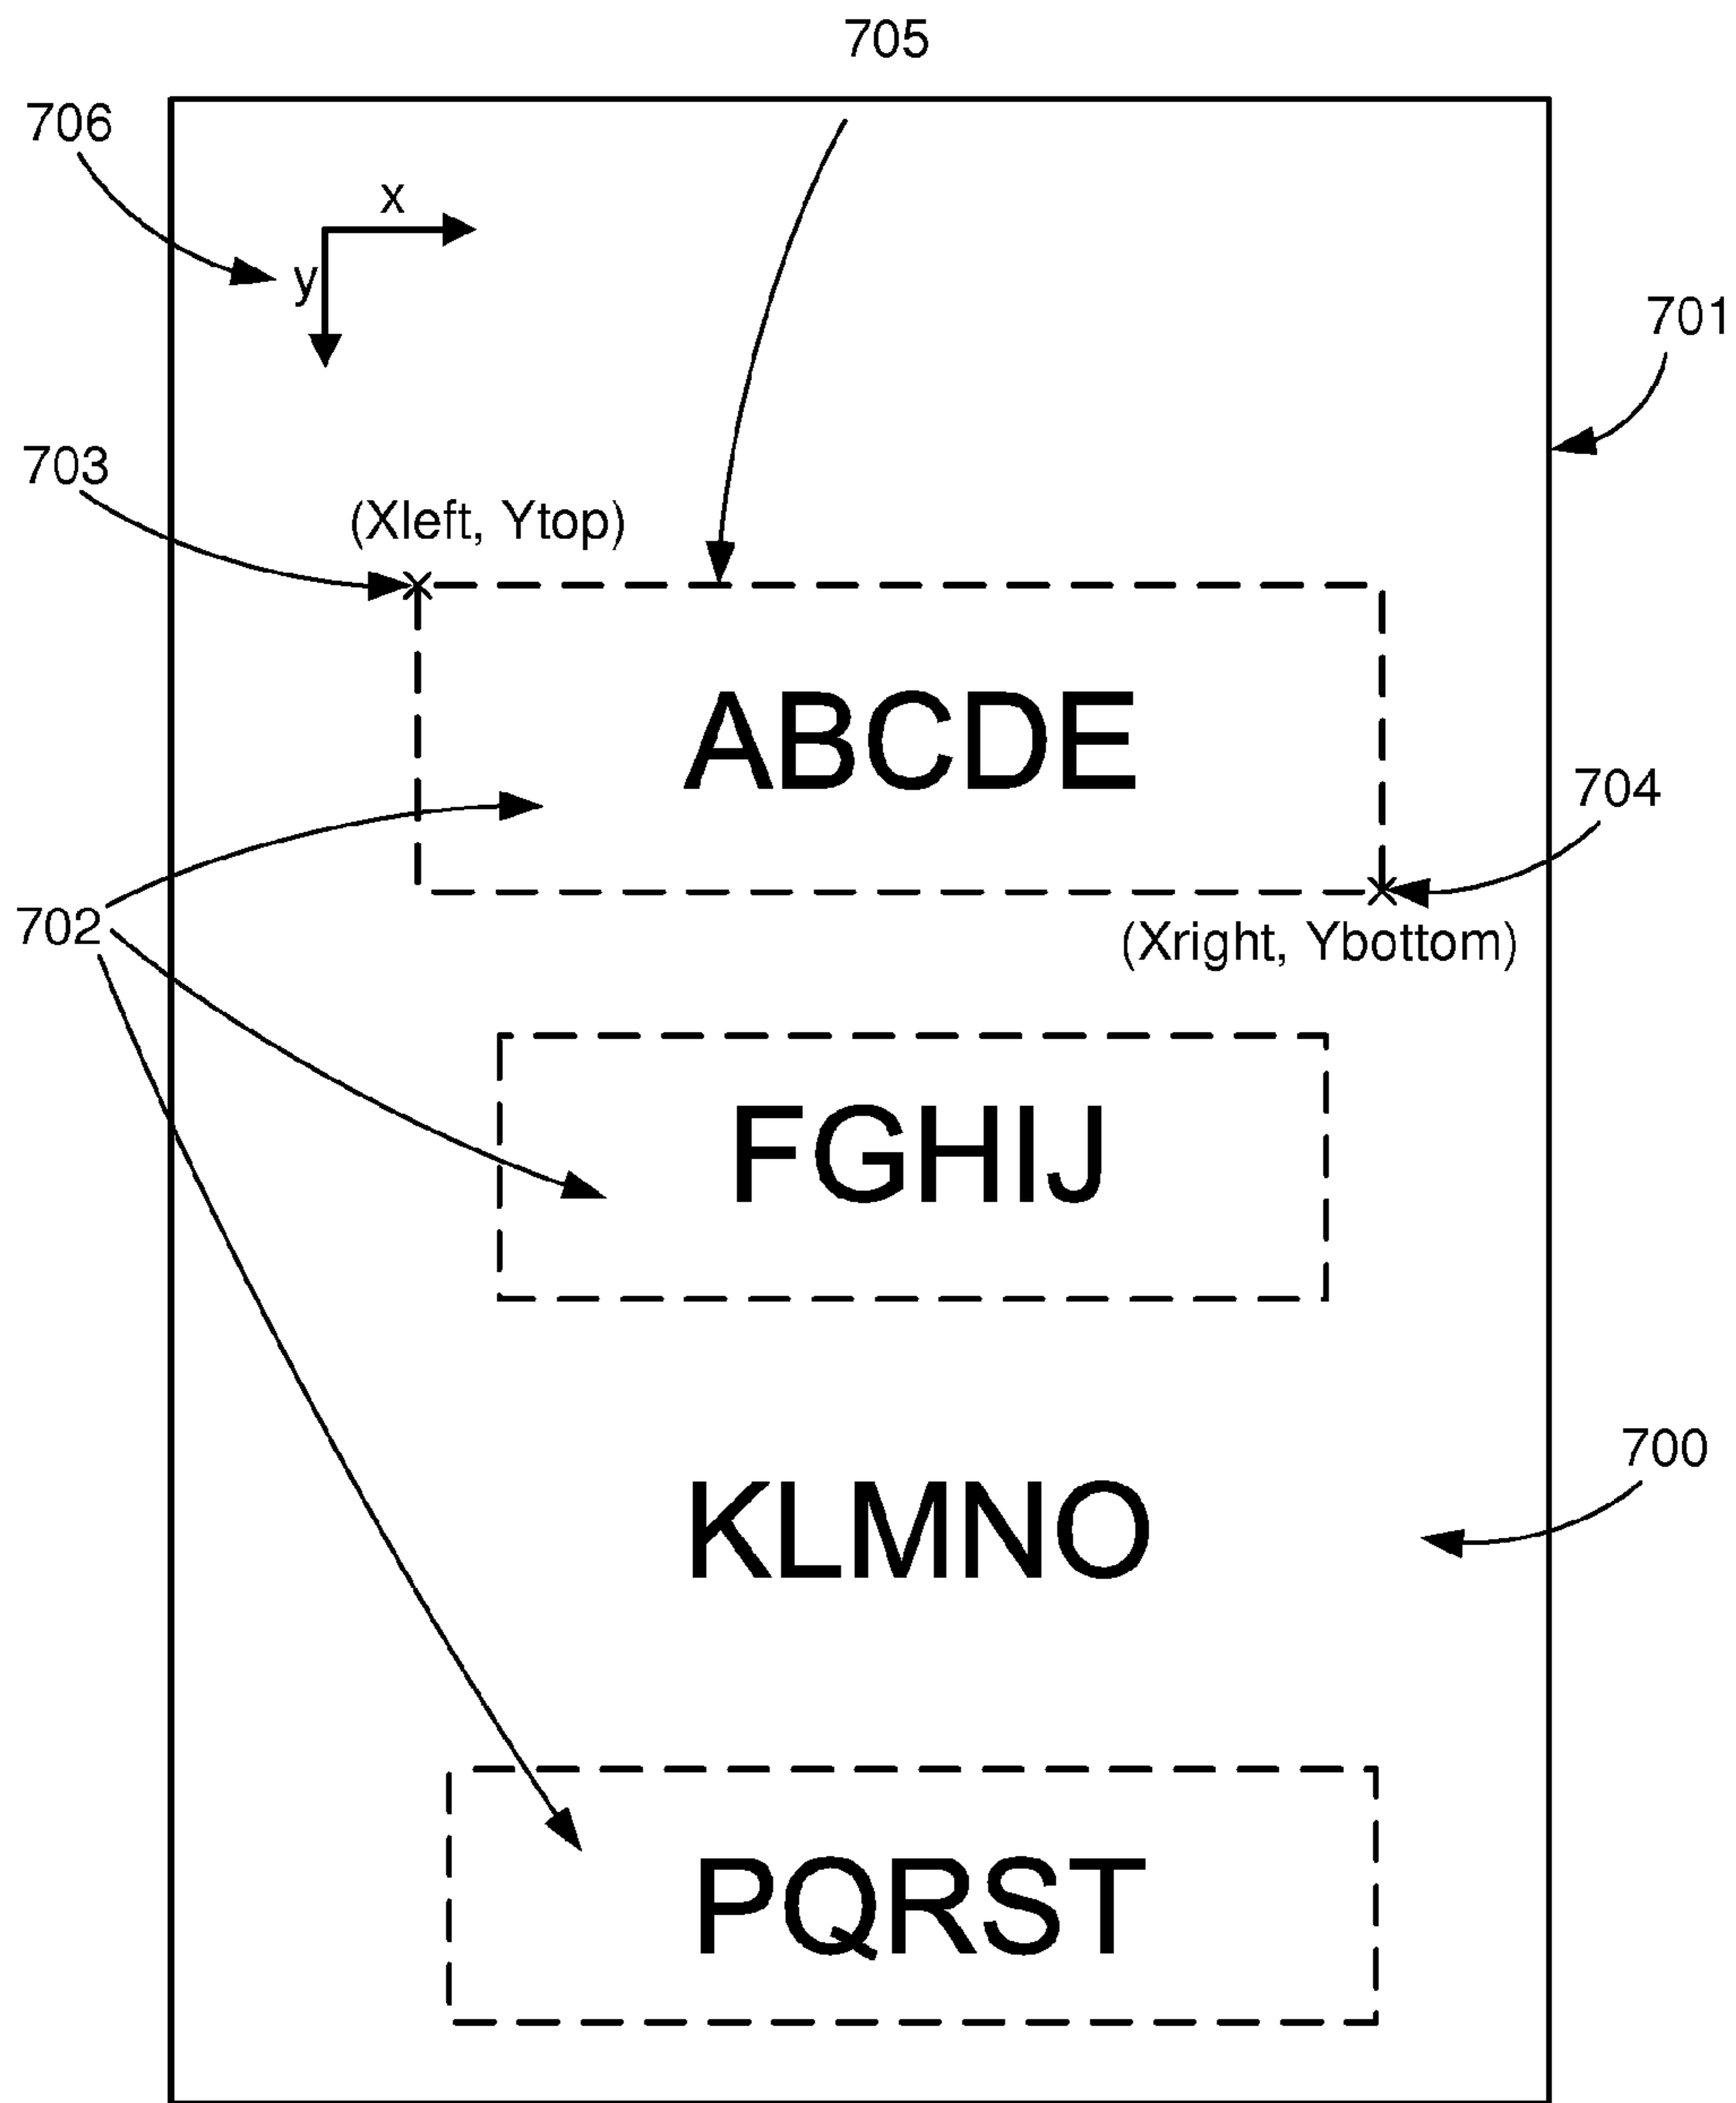 705
706
x
y
701
703
(Xleft, Ytop)
ABCDE
704
702
(Xright, Ybottom)
FGHIJ
700
KLMNO
PQRST